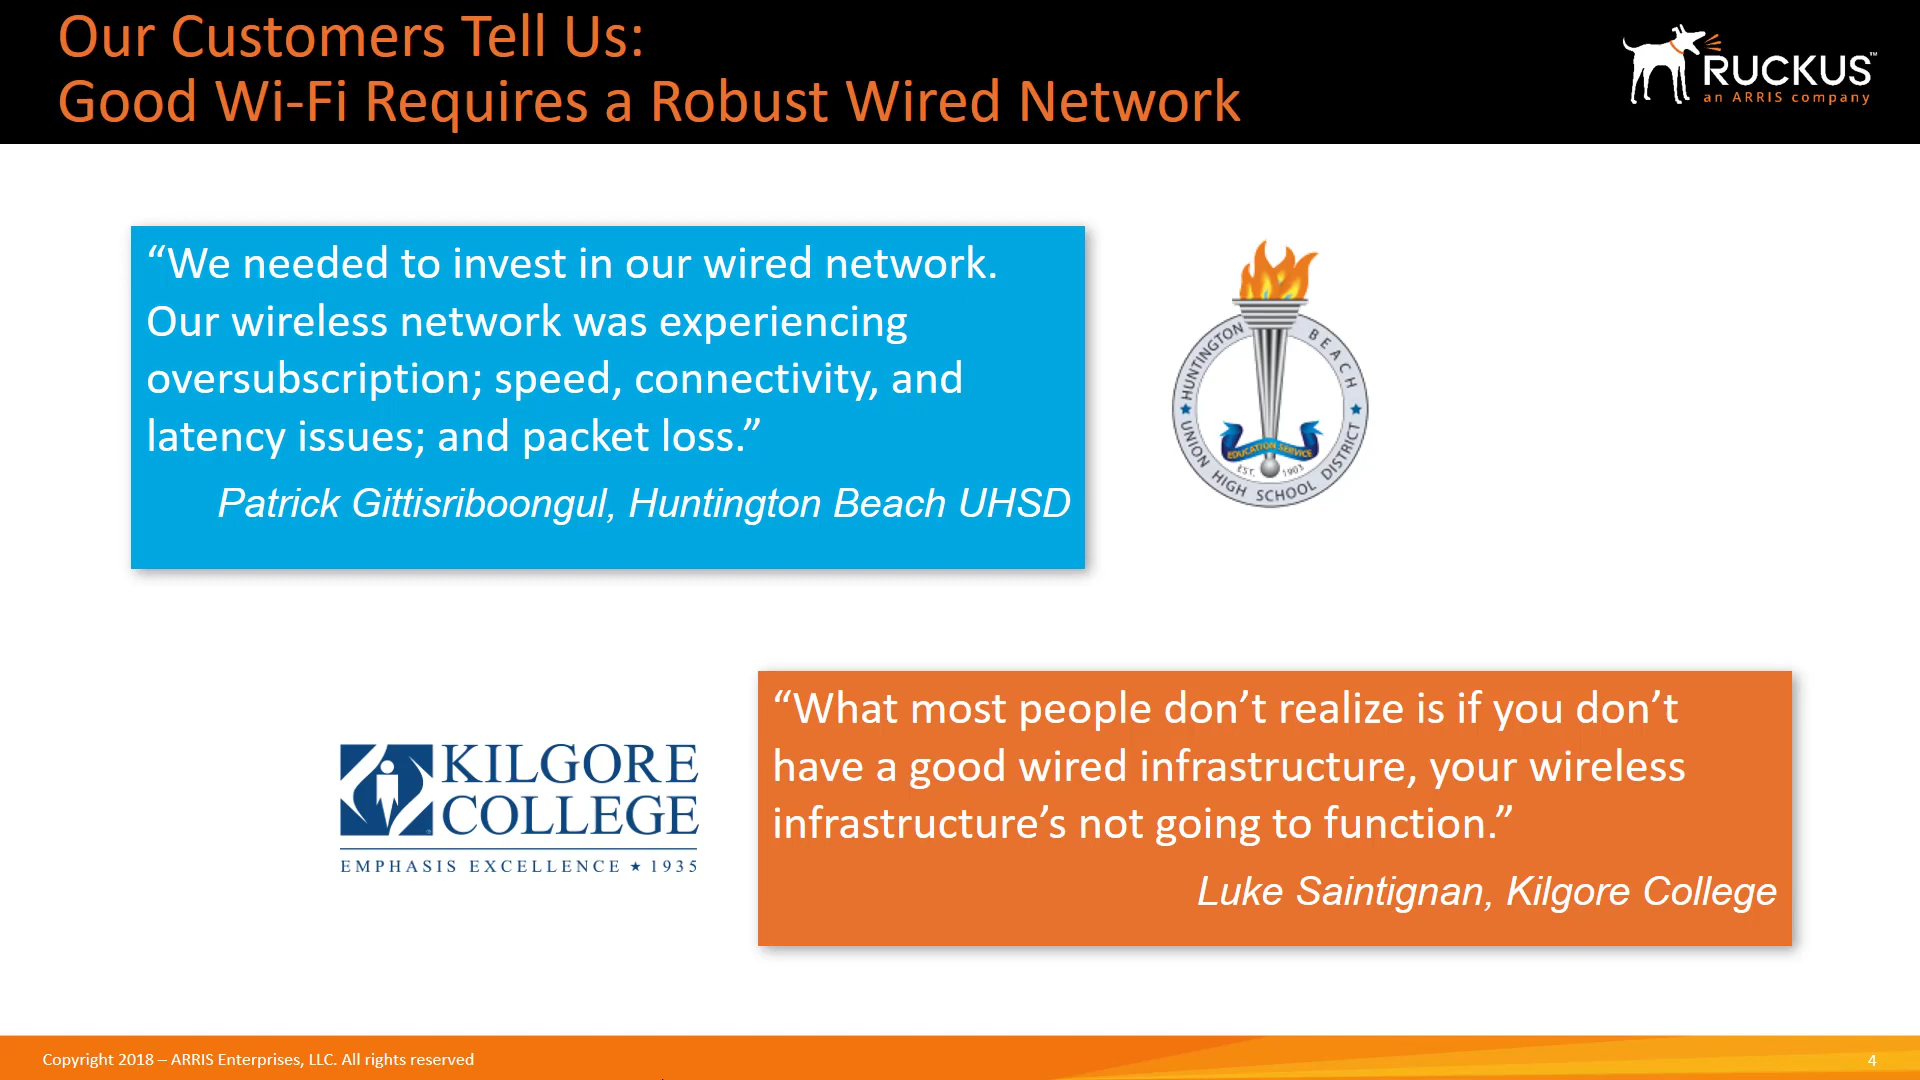 Our Customers Tell Us:
Good Wi-Fi Requires a Robust Wired Network
RUCKUS™
an ARRIS company
“We needed to invest in our wired network.
Our wireless network was experiencing
oversubscription; speed, connectivity, and
latency issues; and packet loss.”
Patrick Gittisriboongul, Huntington Beach UHSD
HUNTINGTON BEACH
UNION HIGH SCHOOL DISTRICT
EDUCATION SERVICE
EST. 1903
KILGORE
COLLEGE
EMPHASIS EXCELLENCE ★ 1935
“What most people don’t realize is if you don’t
have a good wired infrastructure, your wireless
infrastructure’s not going to function.”
Luke Saintignan, Kilgore College
Copyright 2018 – ARRIS Enterprises, LLC. All rights reserved
4